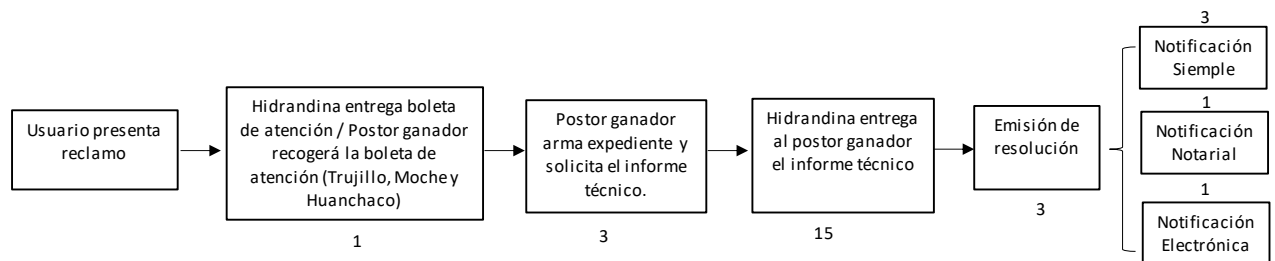 Usuario presenta
reclamo
Hidrandina entrega boleta
de atención / Postor ganador
recogerá la boleta de
atención (Trujillo, Moche y
Huanchaco)
1
Postor ganador
arma expediente y
solicita el informe
técnico.
3
Hidrandina entrega
al postor ganador
el informe técnico
15
Emisión de
resolución
3
3
Notificación
Siemple
1
Notificación
Notarial
1
Notificación
Electrónica